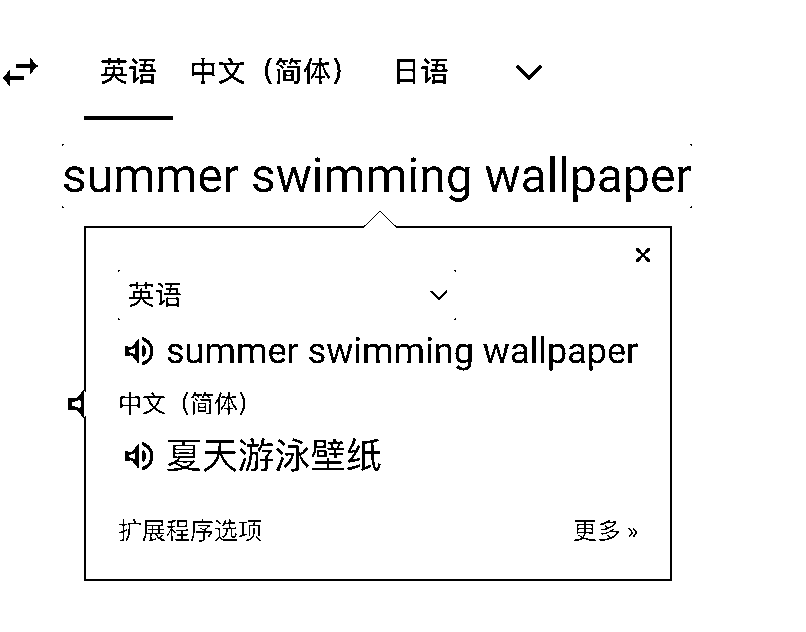 英语 中文（简体） 日语
summer swimming wallpaper
英语
summer swimming wallpaper
中文（简体）
夏天游泳壁纸
扩展程序选项 更多 »